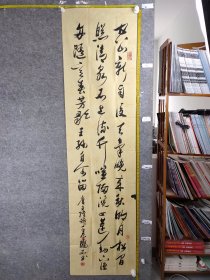 空山新雨後天氣晚來秋明月松間
照清泉石上流竹喧歸浣女蓮動下漁
舟隨意春芳歇王孫自可留